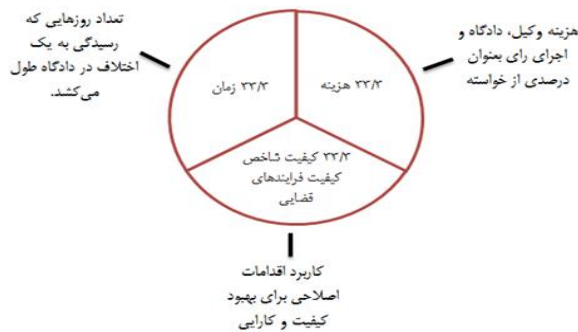 هزینه وکیل، دادگاه و
اجرای رای بعنوان
درصدی از خواسته
تعداد روزهایی که
رسیدگی به یک
اختلاف در دادگاه طول
می‌کشد.
۳۳/۳ هزینه
۳۳/۳ زمان
۳۳/۳ کیفیت شاخص
کیفیت فرایندهای
قضایی
کاربرد اقدامات
اصلاحی برای بهبود
کیفیت و کارایی